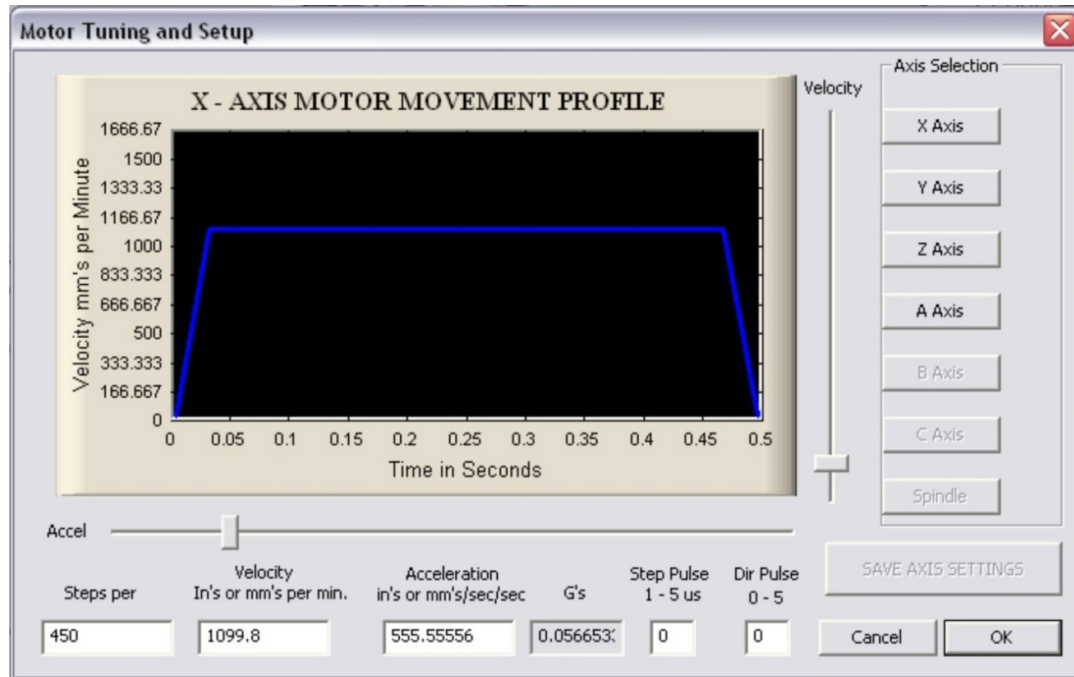 Motor Tuning and Setup
X - AXIS MOTOR MOVEMENT PROFILE
Velocity mm's per Minute
1666.67
1500
1333.33
1166.67
1000
833.333
666.667
500
333.333
166.667
0
0 0.05 0.1 0.15 0.2 0.25 0.3 0.35 0.4 0.45 0.5
Time in Seconds
Velocity
Axis Selection
X Axis
Y Axis
Z Axis
A Axis
B Axis
C Axis
Spindle
Accel
SAVE AXIS SETTINGS
Steps per
Velocity
In's or mm's per min.
Acceleration
in's or mm's/sec/sec
G's
Step Pulse
1 - 5 us
Dir Pulse
0 - 5
450
1099.8
555.55556
0.056653
0
0
Cancel
OK